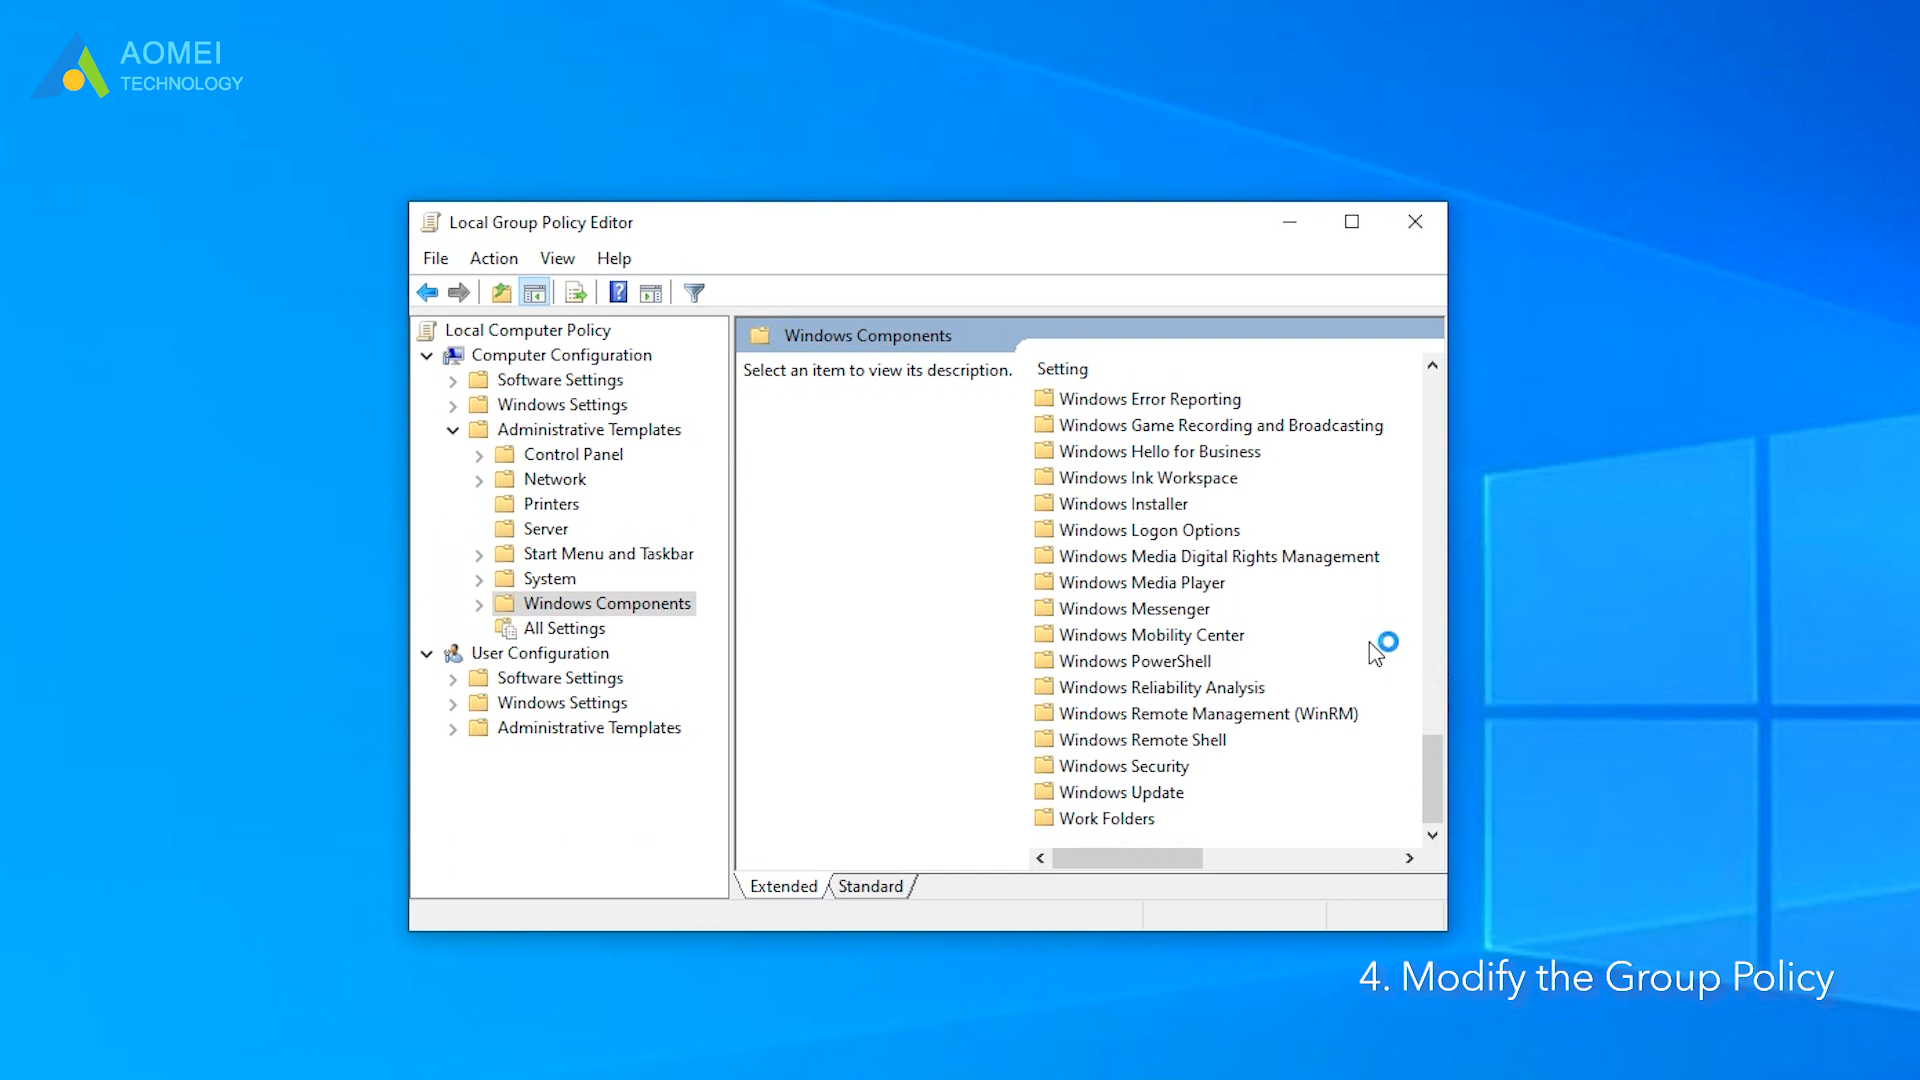 AOMEI
TECHNOLOGY
Local Group Policy Editor
File Action View Help
Local Computer Policy
Computer Configuration
Software Settings
Windows Settings
Administrative Templates
Control Panel
Network
Printers
Server
Start Menu and Taskbar
System
Windows Components
All Settings
User Configuration
Software Settings
Windows Settings
Administrative Templates
Windows Components
Select an item to view its description.
Setting
Windows Error Reporting
Windows Game Recording and Broadcasting
Windows Hello for Business
Windows Ink Workspace
Windows Installer
Windows Logon Options
Windows Media Digital Rights Management
Windows Media Player
Windows Messenger
Windows Mobility Center
Windows PowerShell
Windows Reliability Analysis
Windows Remote Management (WinRM)
Windows Remote Shell
Windows Security
Windows Update
Work Folders
Extended Standard
4. Modify the Group Policy